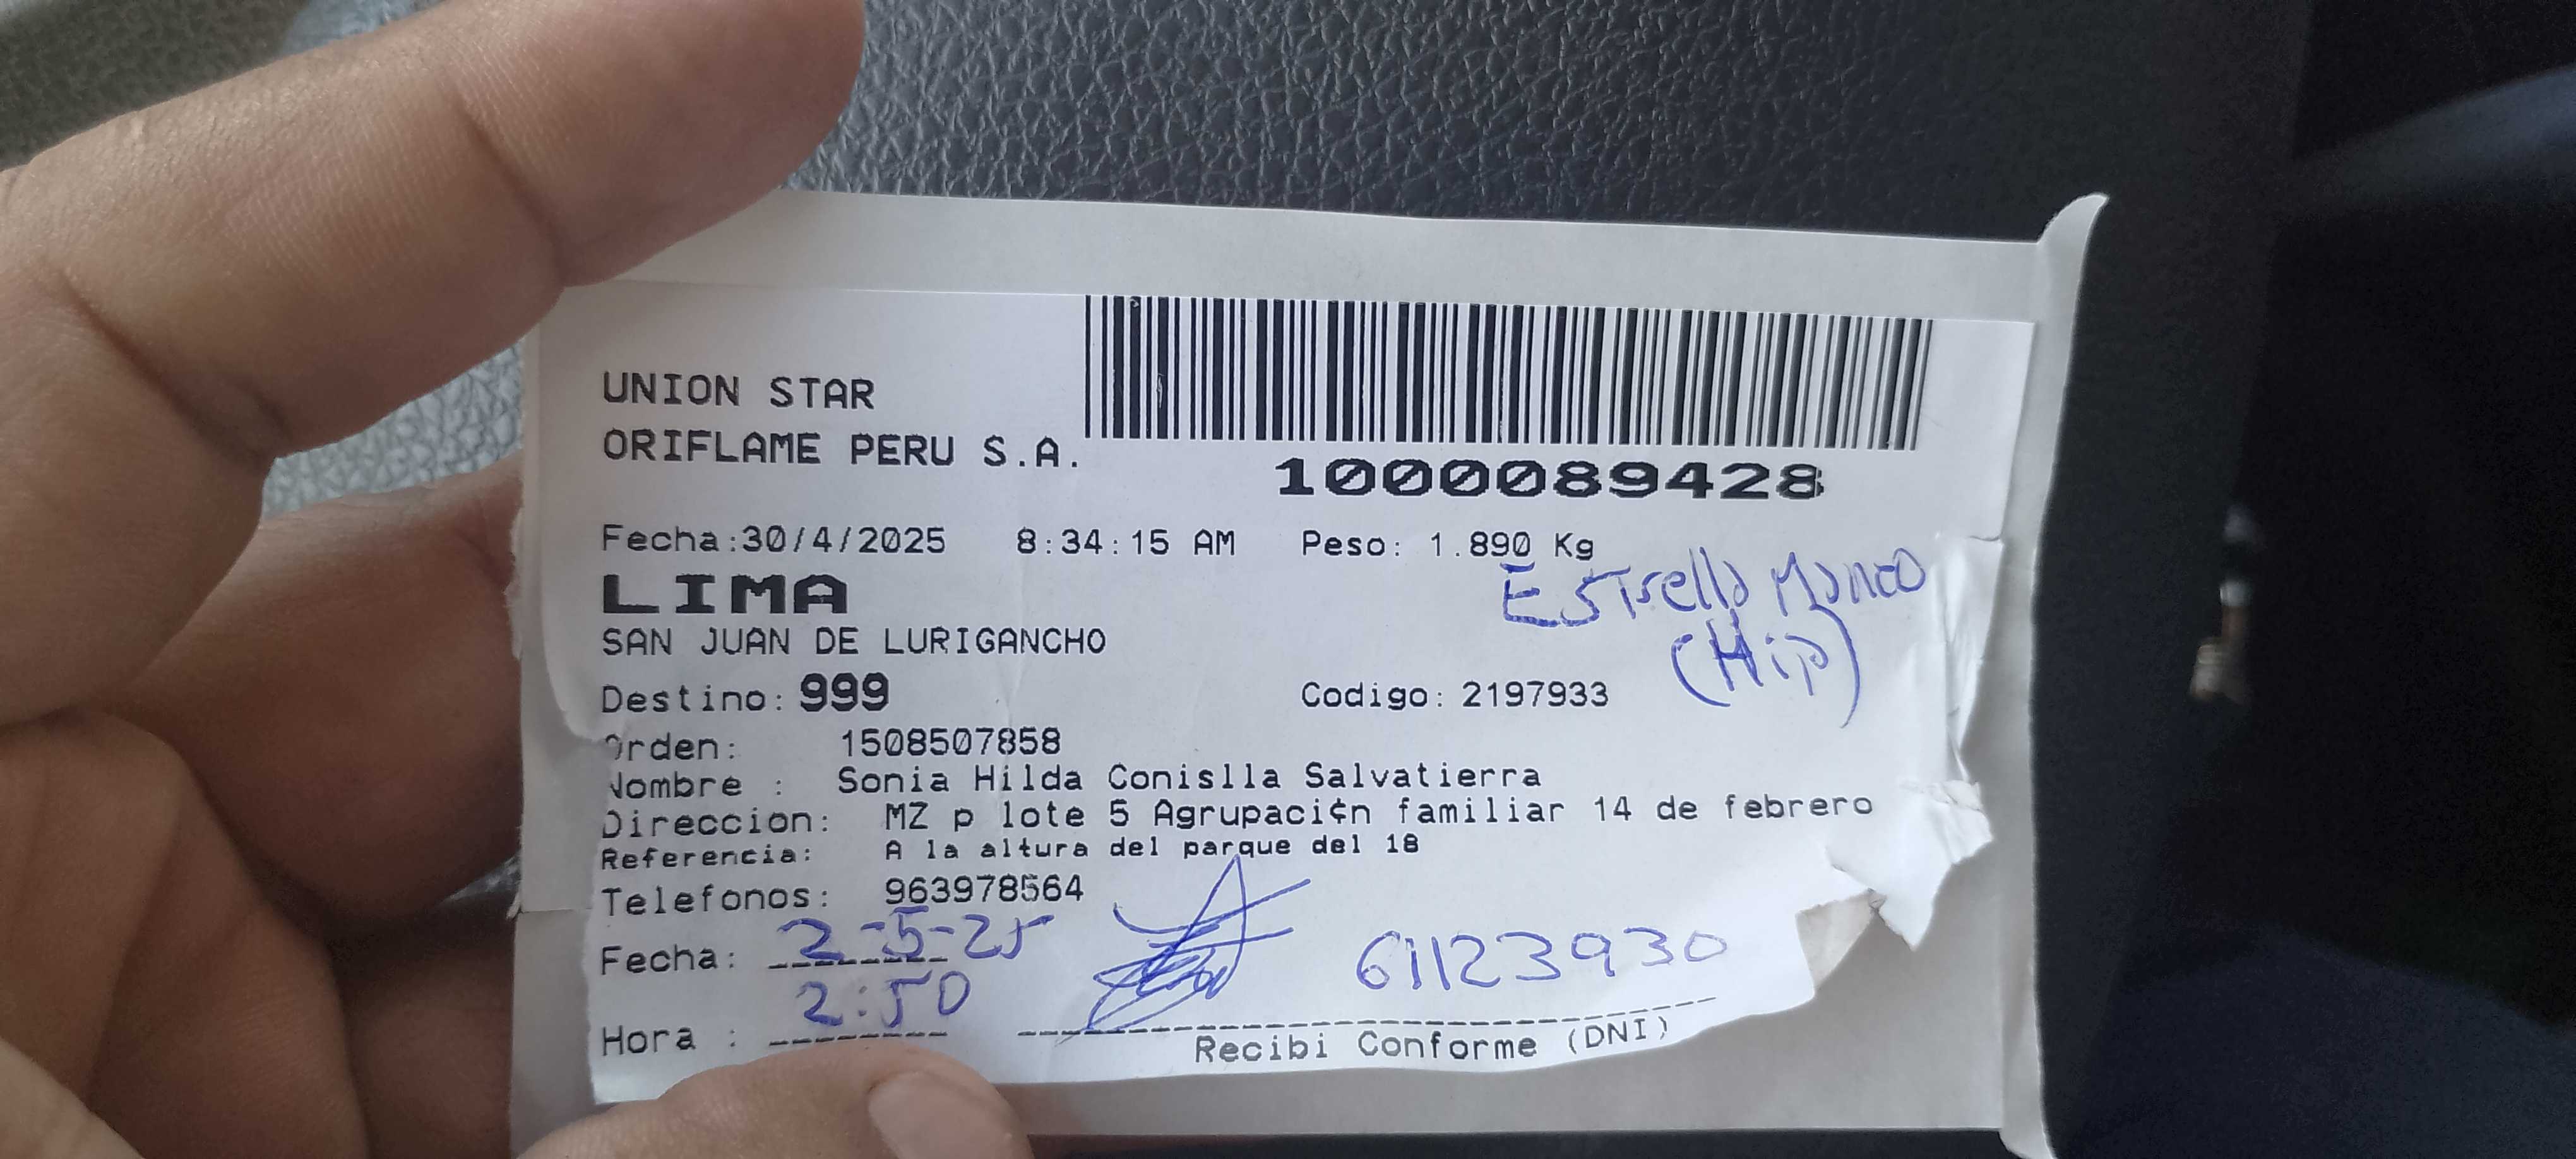 UNION STAR
ORIFLAME PERU S.A.
1000089428
Fecha:30/4/2025 8:34:15 AM Peso: 1.890 Kg
LIMA
Estrella Manco
SAN JUAN DE LURIGANCHO
(Hip)
Destino: 999 Codigo: 2197933
Orden: 1508507858
Nombre : Sonia Hilda Conislla Salvatierra
Direccion: MZ p lote 5 Agrupaci¢n familiar 14 de febrero
Referencia: A la altura del parque del 18
Telefonos: 963978564
Fecha: 2-5-25 61123930
Hora : 2:50
Recibi Conforme (DNI)